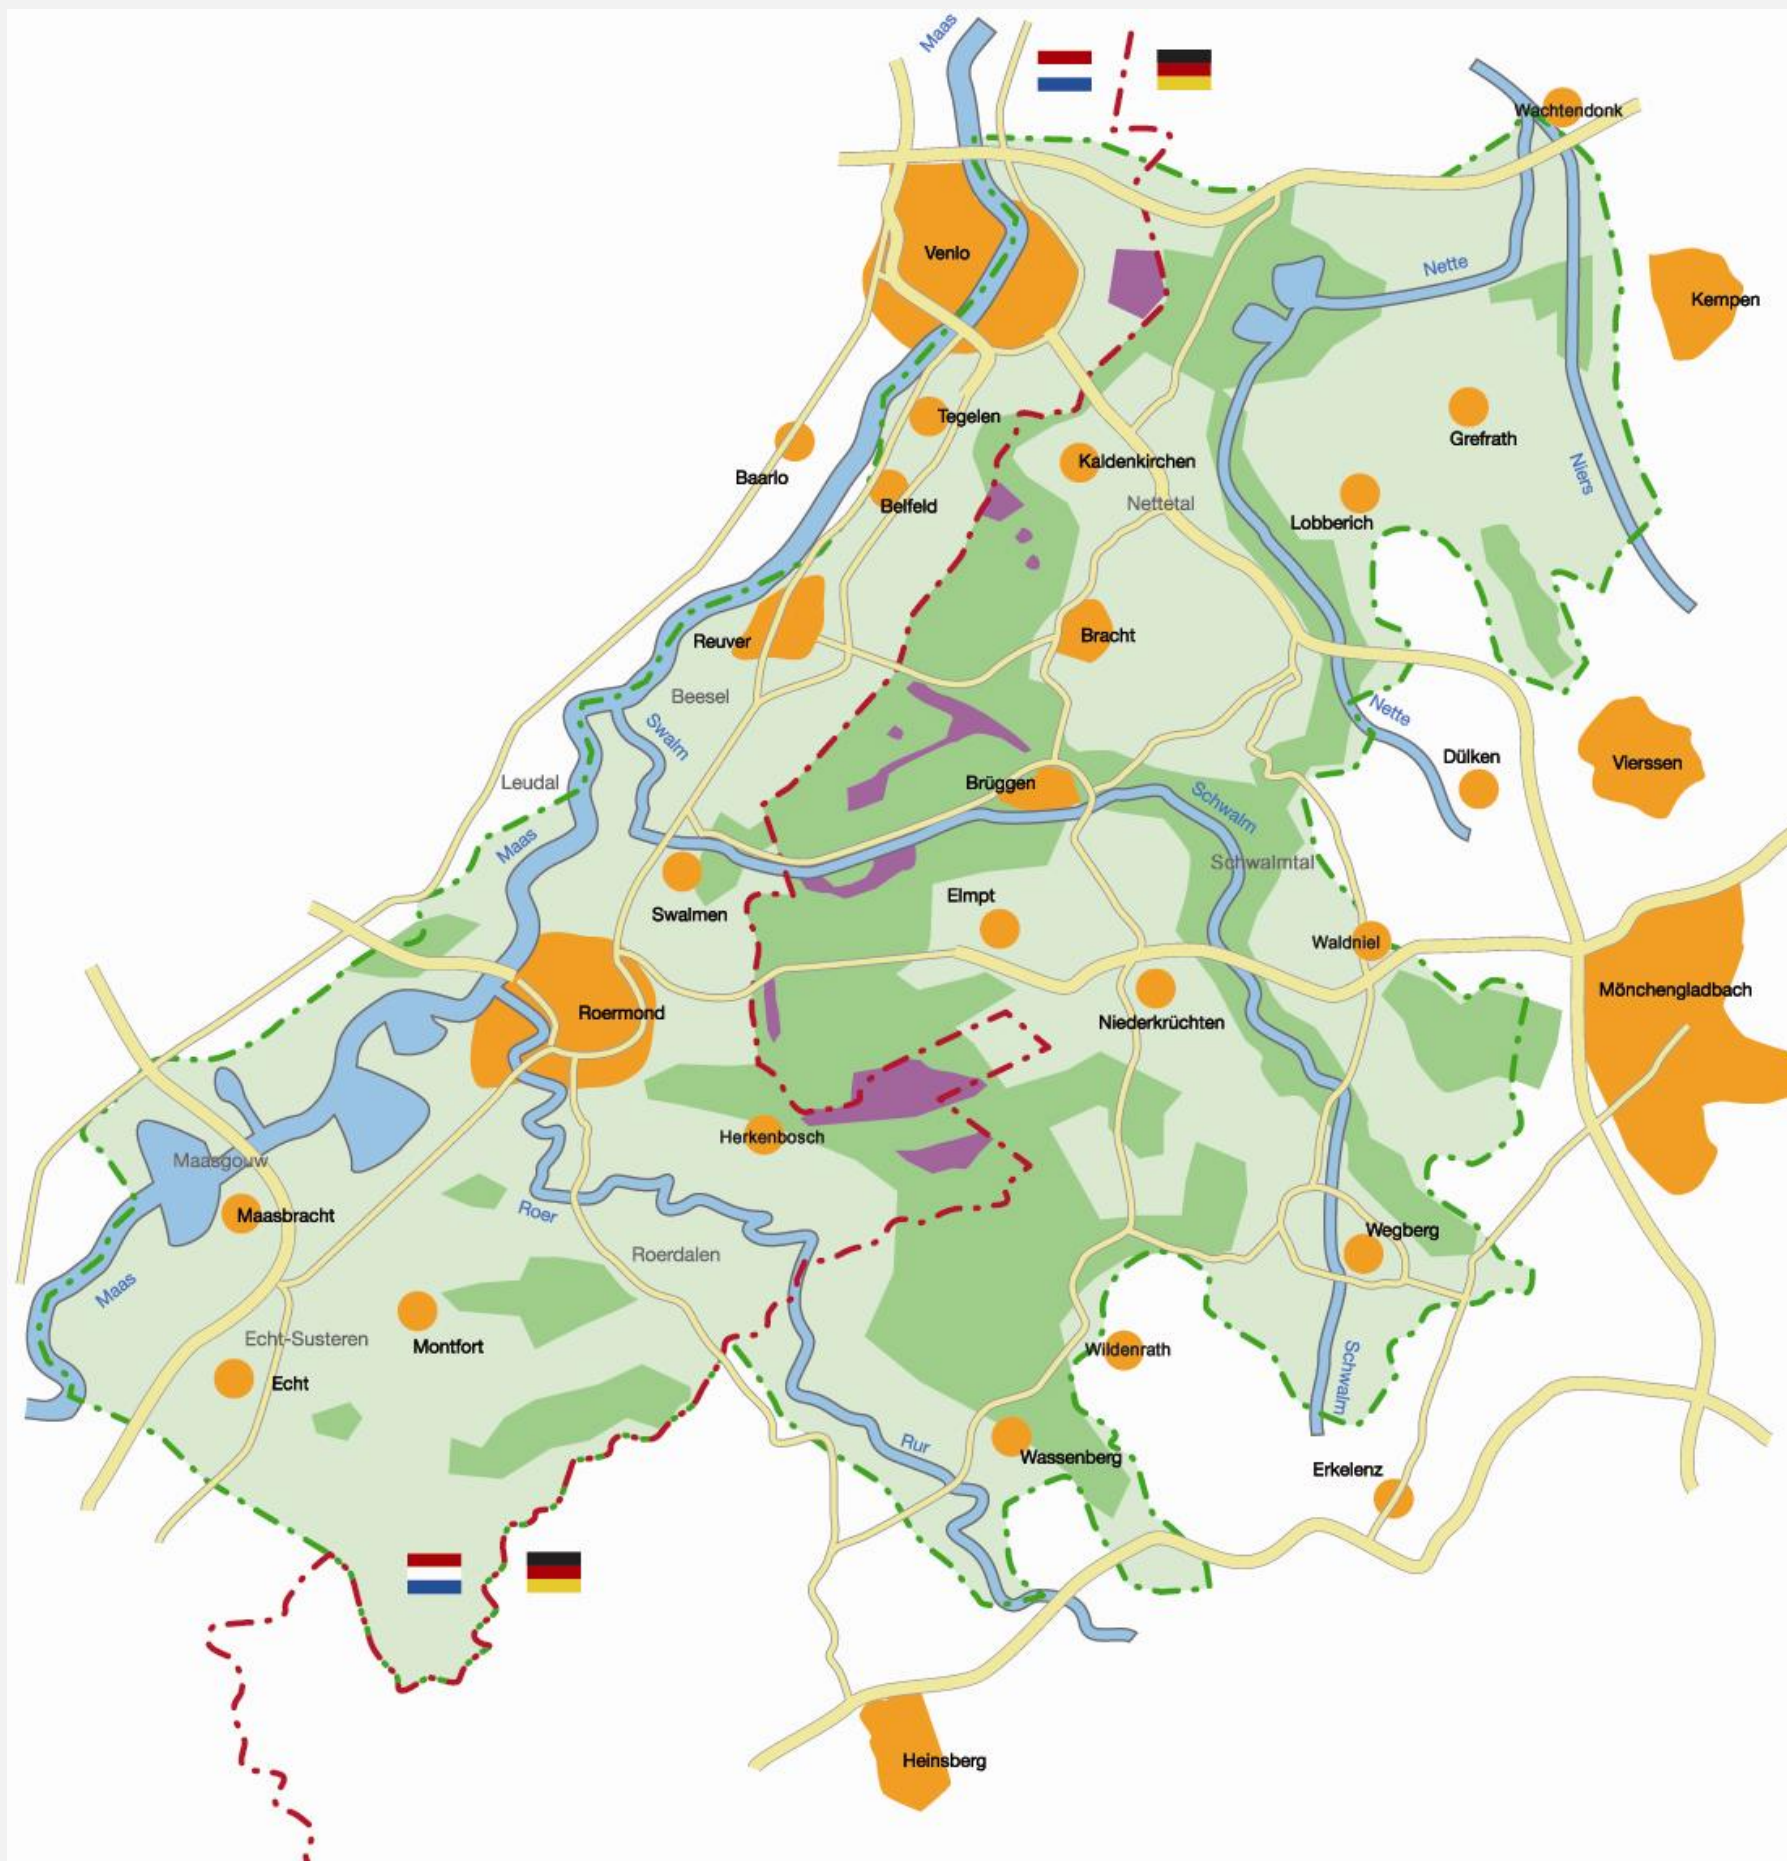 Maas
Wachtendonk
Venlo
Nette
Kempen
Tegelen
Grefrath
Baarlo
Kaldenkirchen
Niers
Belfeld
Nettetal
Lobberich
Reuver
Bracht
Beesel
Nette
Swalm
Dülken
Vierssen
Leudal
Brüggen
Schwalm
Maas
Schwalmtal
Elmpt
Swalmen
Waldniel
Mönchengladbach
Roermond
Niederkrüchten
Herkenbosch
Maasgouw
Maasbracht
Roer
Wegberg
Roerdalen
Maas
Echt-Susteren
Montfort
Wildenrath
Schwalm
Echt
Rur
Wassenberg
Erkelenz
Heinsberg